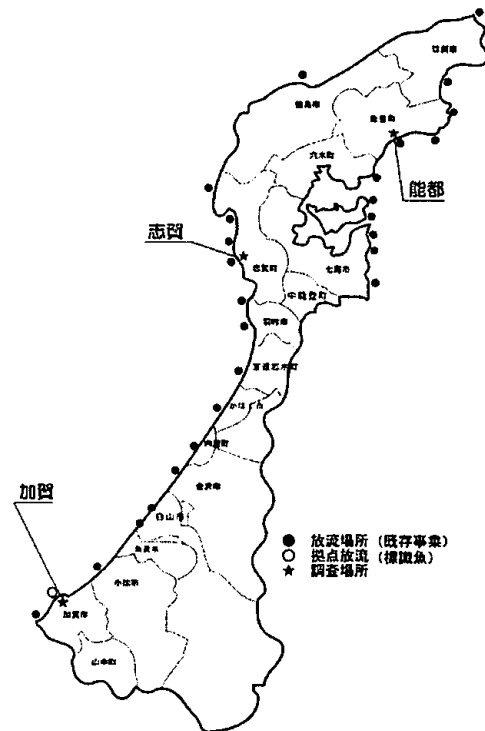 珠洲市
輪島市
能登町
穴水町
能都
志賀
志賀町
七尾市
中能登町
羽咋市
宝達志水町
かほく市
内灘町
金沢市
加賀
白山市
能美市
小松市
加賀市
山中町
● 放流場所 (既存事業)
○ 拠点放流 (標識魚)
★ 調査場所